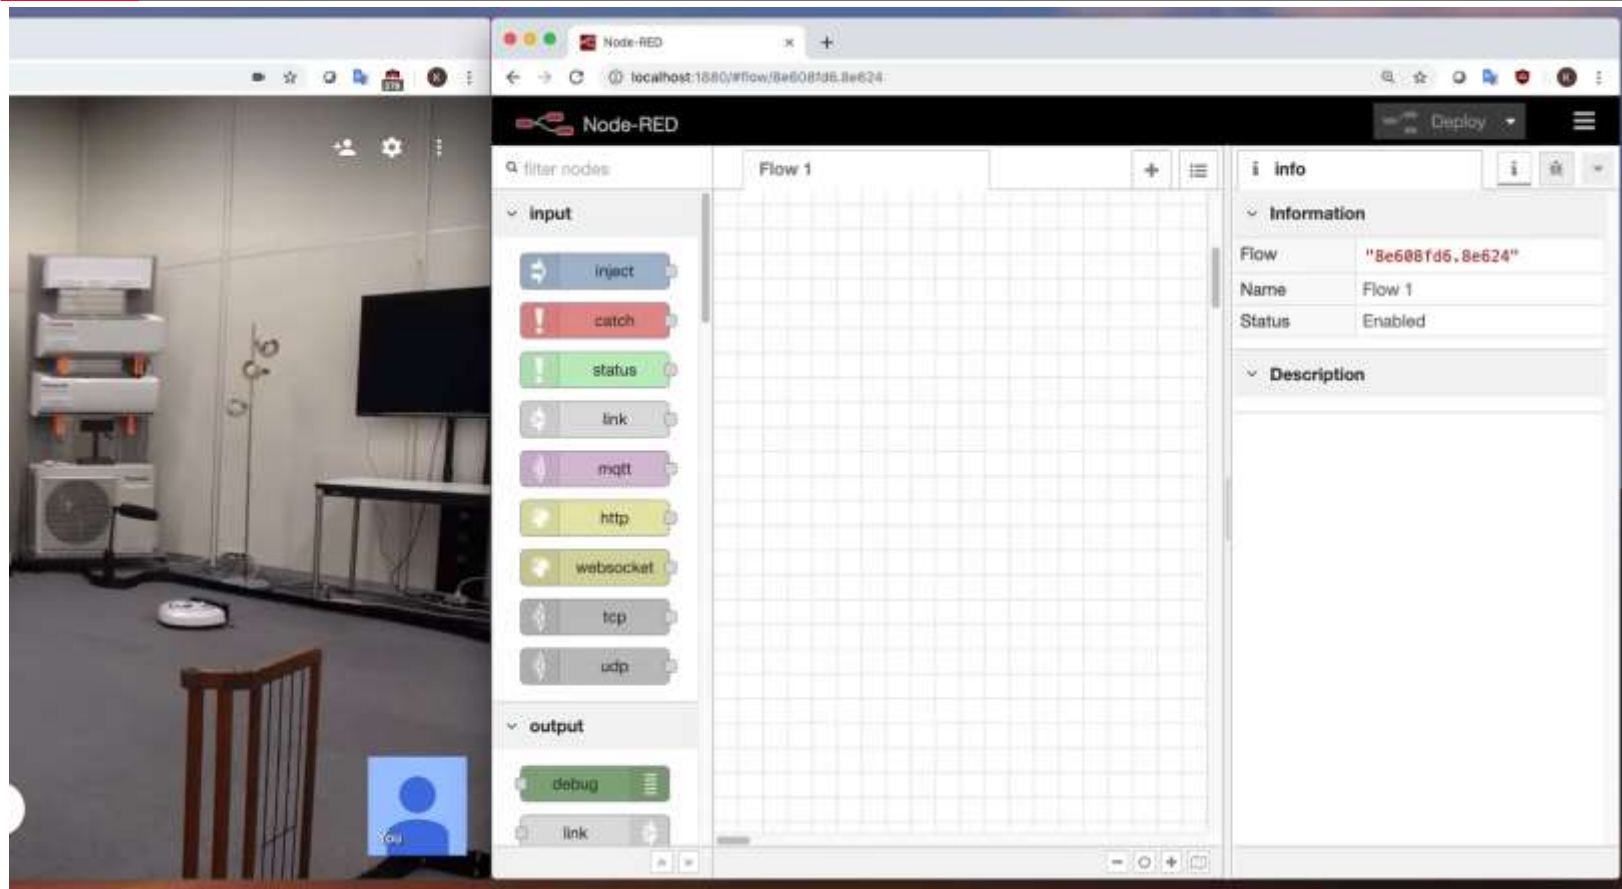 Node-RED
localhost:1880/#flow/8e608fd6.8e624
Node-RED
Deploy
filter nodes
Flow 1
info
input
Information
inject
Flow
"8e608fd6.8e624"
catch
Name
Flow 1
status
Status
Enabled
link
Description
mqtt
http
websocket
tcp
udp
output
debug
link
You